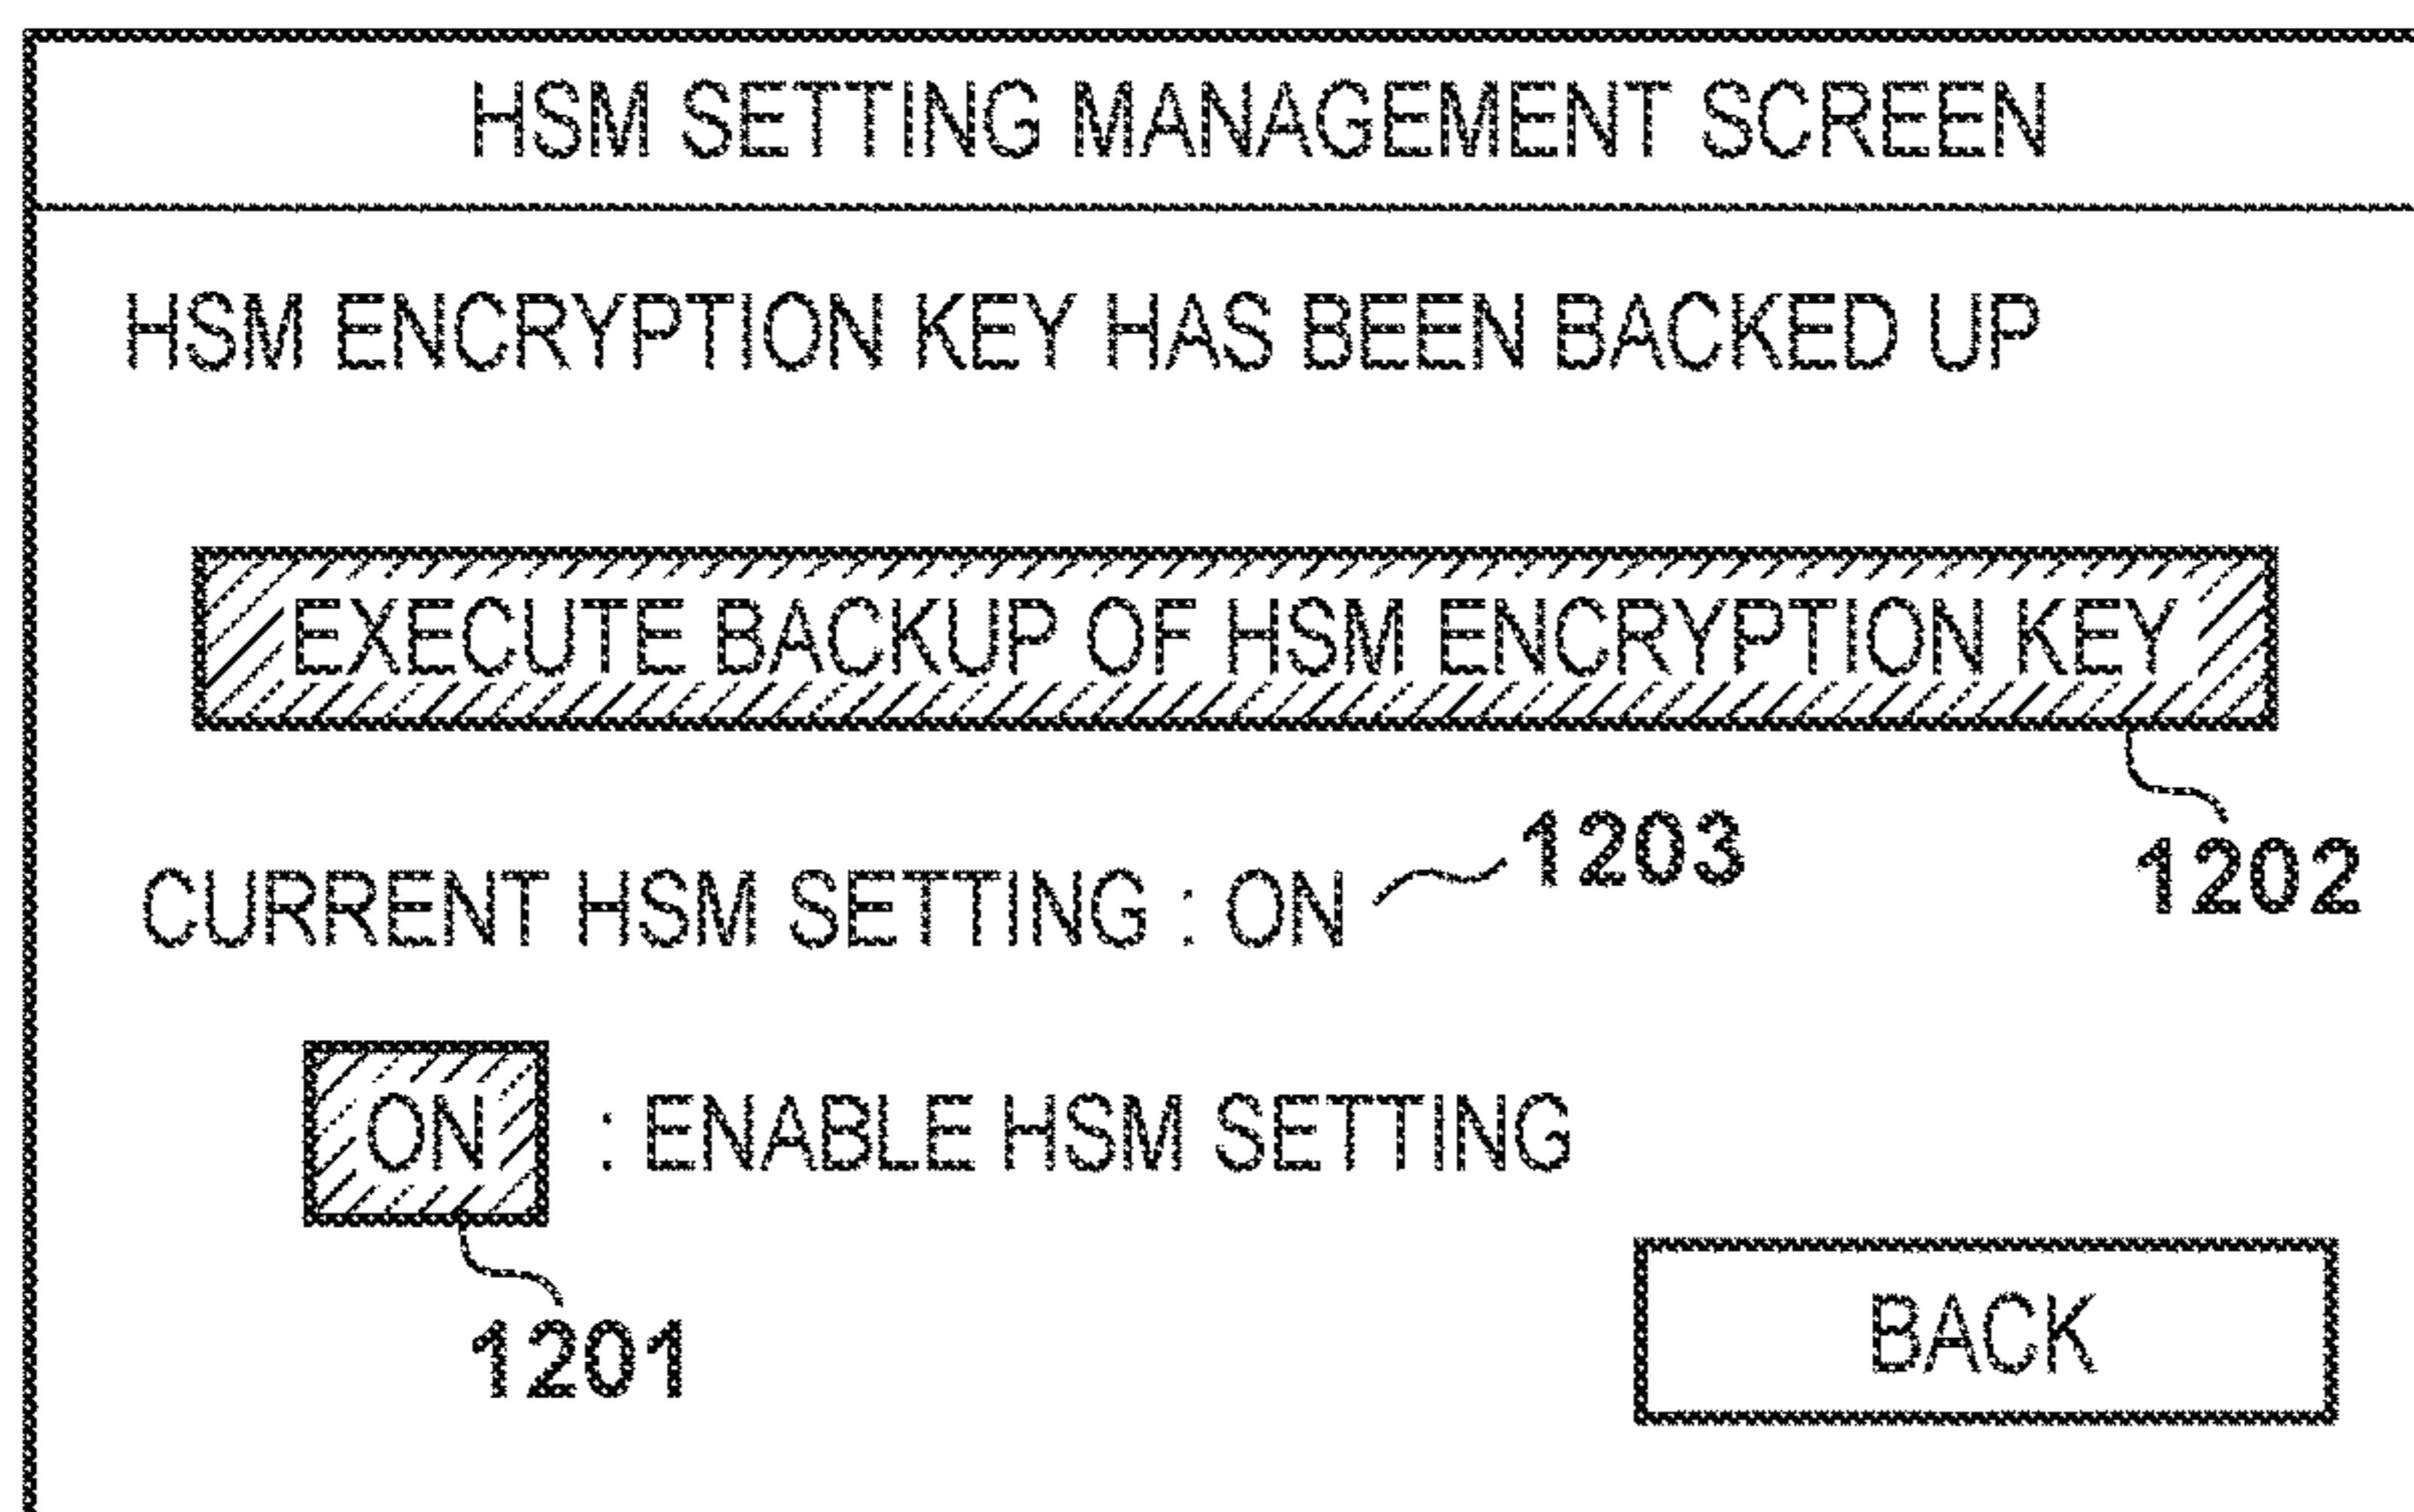 HSM SETTING MANAGEMENT SCREEN
HSM ENCRYPTION KEY HAS BEEN BACKED UP
EXECUTE BACKUP OF HSM ENCRYPTION KEY
1202
CURRENT HSM SETTING : ON 1203
ON : ENABLE HSM SETTING
1201
BACK